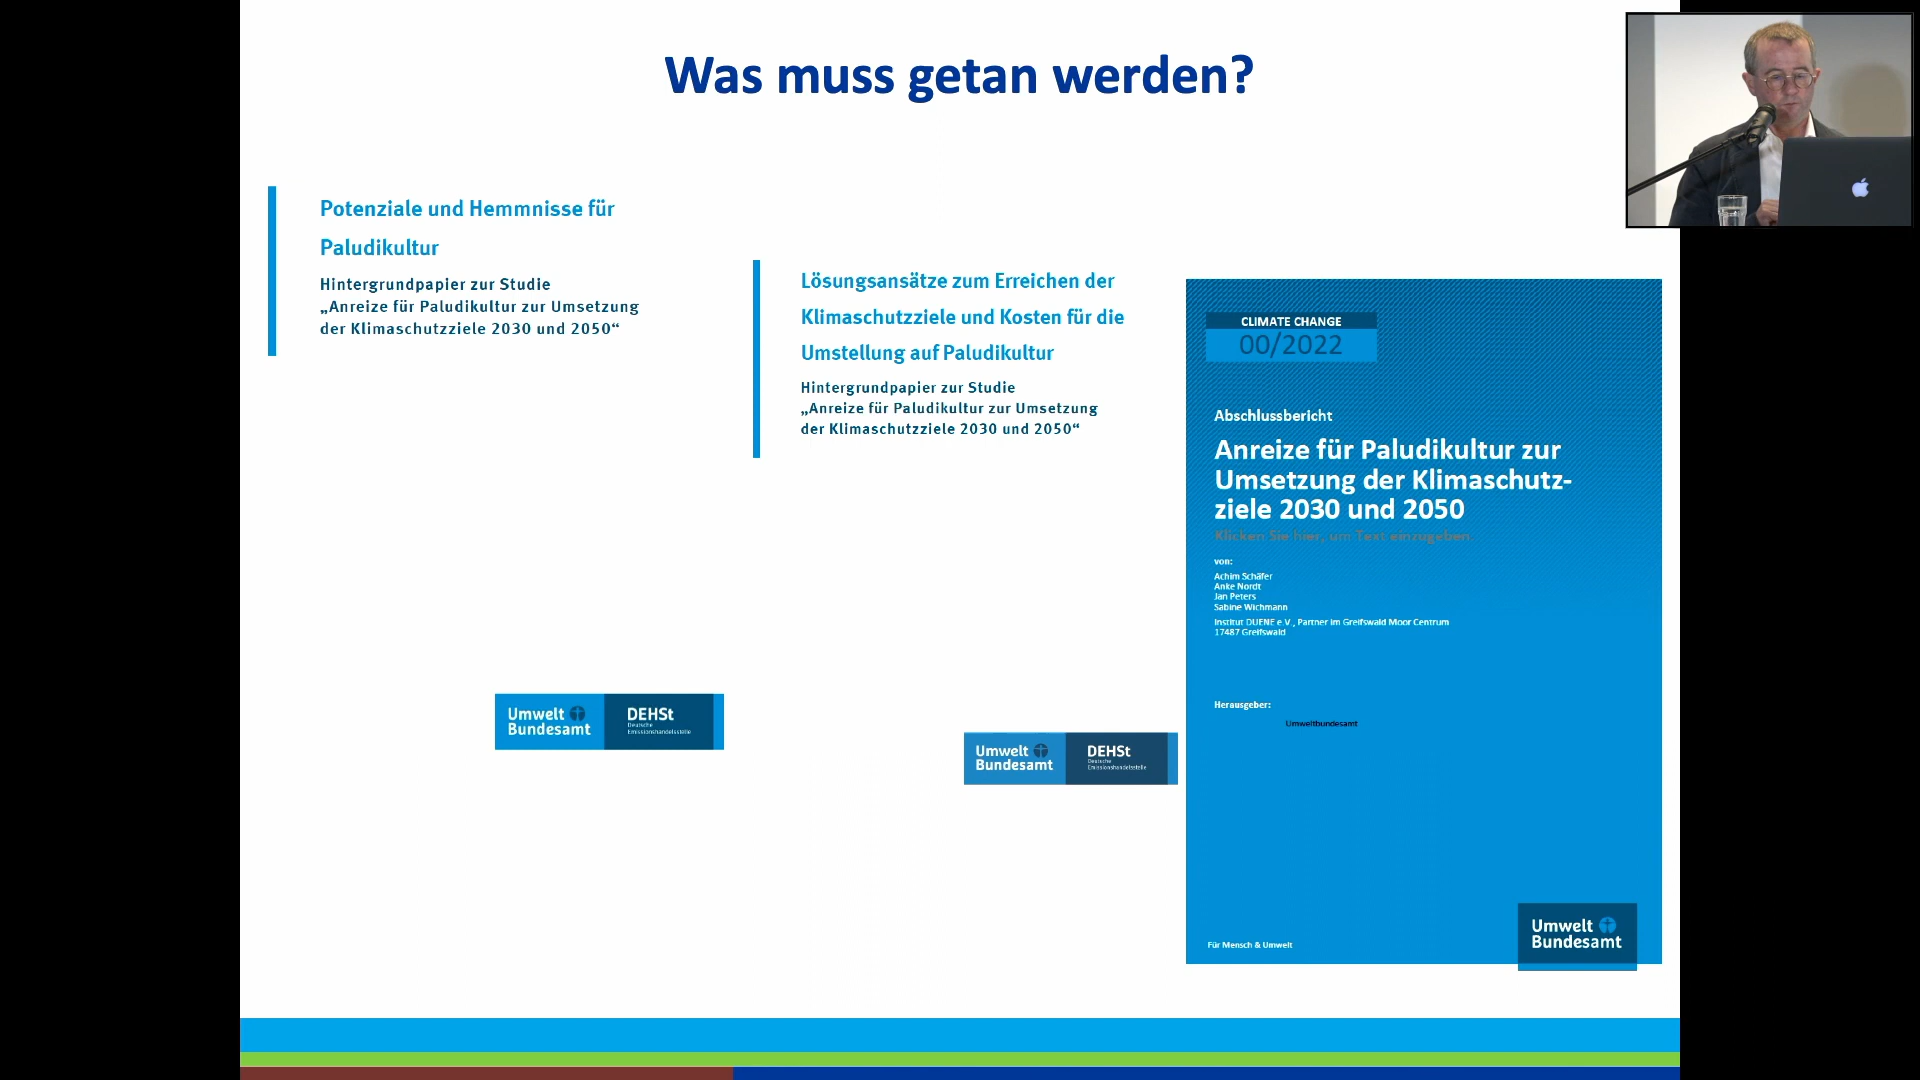 Was muss getan werden?
Potenziale und Hemmnisse für
Paludikultur
Hintergrundpapier zur Studie
„Anreize für Paludikultur zur Umsetzung
der Klimaschutzziele 2030 und 2050“
Umwelt
Bundesamt
DEHSt
Deutsche
Emissionshandelsstelle
Lösungsansätze zum Erreichen der
Klimaschutzziele und Kosten für die
Umstellung auf Paludikultur
Hintergrundpapier zur Studie
„Anreize für Paludikultur zur Umsetzung
der Klimaschutzziele 2030 und 2050“
Umwelt
Bundesamt
DEHSt
Deutsche
Emissionshandelsstelle
CLIMATE CHANGE
00/2022
Abschlussbericht
Anreize für Paludikultur zur
Umsetzung der Klimaschutz-
ziele 2030 und 2050
Klicken Sie hier, um Text einzugeben.
von:
Achim Schäfer
Anke Nordt
Jan Peters
Sabine Wichmann
Institut DUENE e.V., Partner im Greifswald Moor Centrum
17487 Greifswald
Herausgeber:
Umweltbundesamt
Für Mensch & Umwelt
Umwelt
Bundesamt